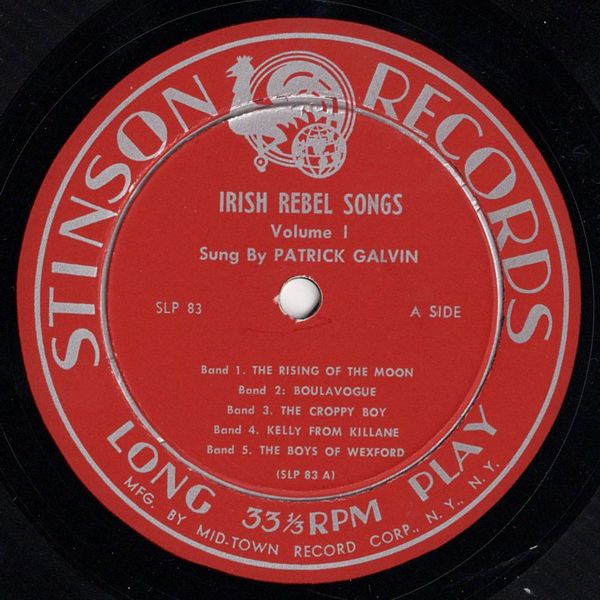 STINSON RECORDS
IRISH REBEL SONGS
Volume 1
Sung By PATRICK GALVIN
SLP 83
A SIDE
Band 1. THE RISING OF THE MOON
Band 2: BOULAVOGUE
Band 3. THE CROPPY BOY
Band 4. KELLY FROM KILLANE
Band 5. THE BOYS OF WEXFORD
(SLP 83 A)
LONG 33⅓ RPM PLAY
MFG. BY MID-TOWN RECORD CORP., N. Y., N. Y.